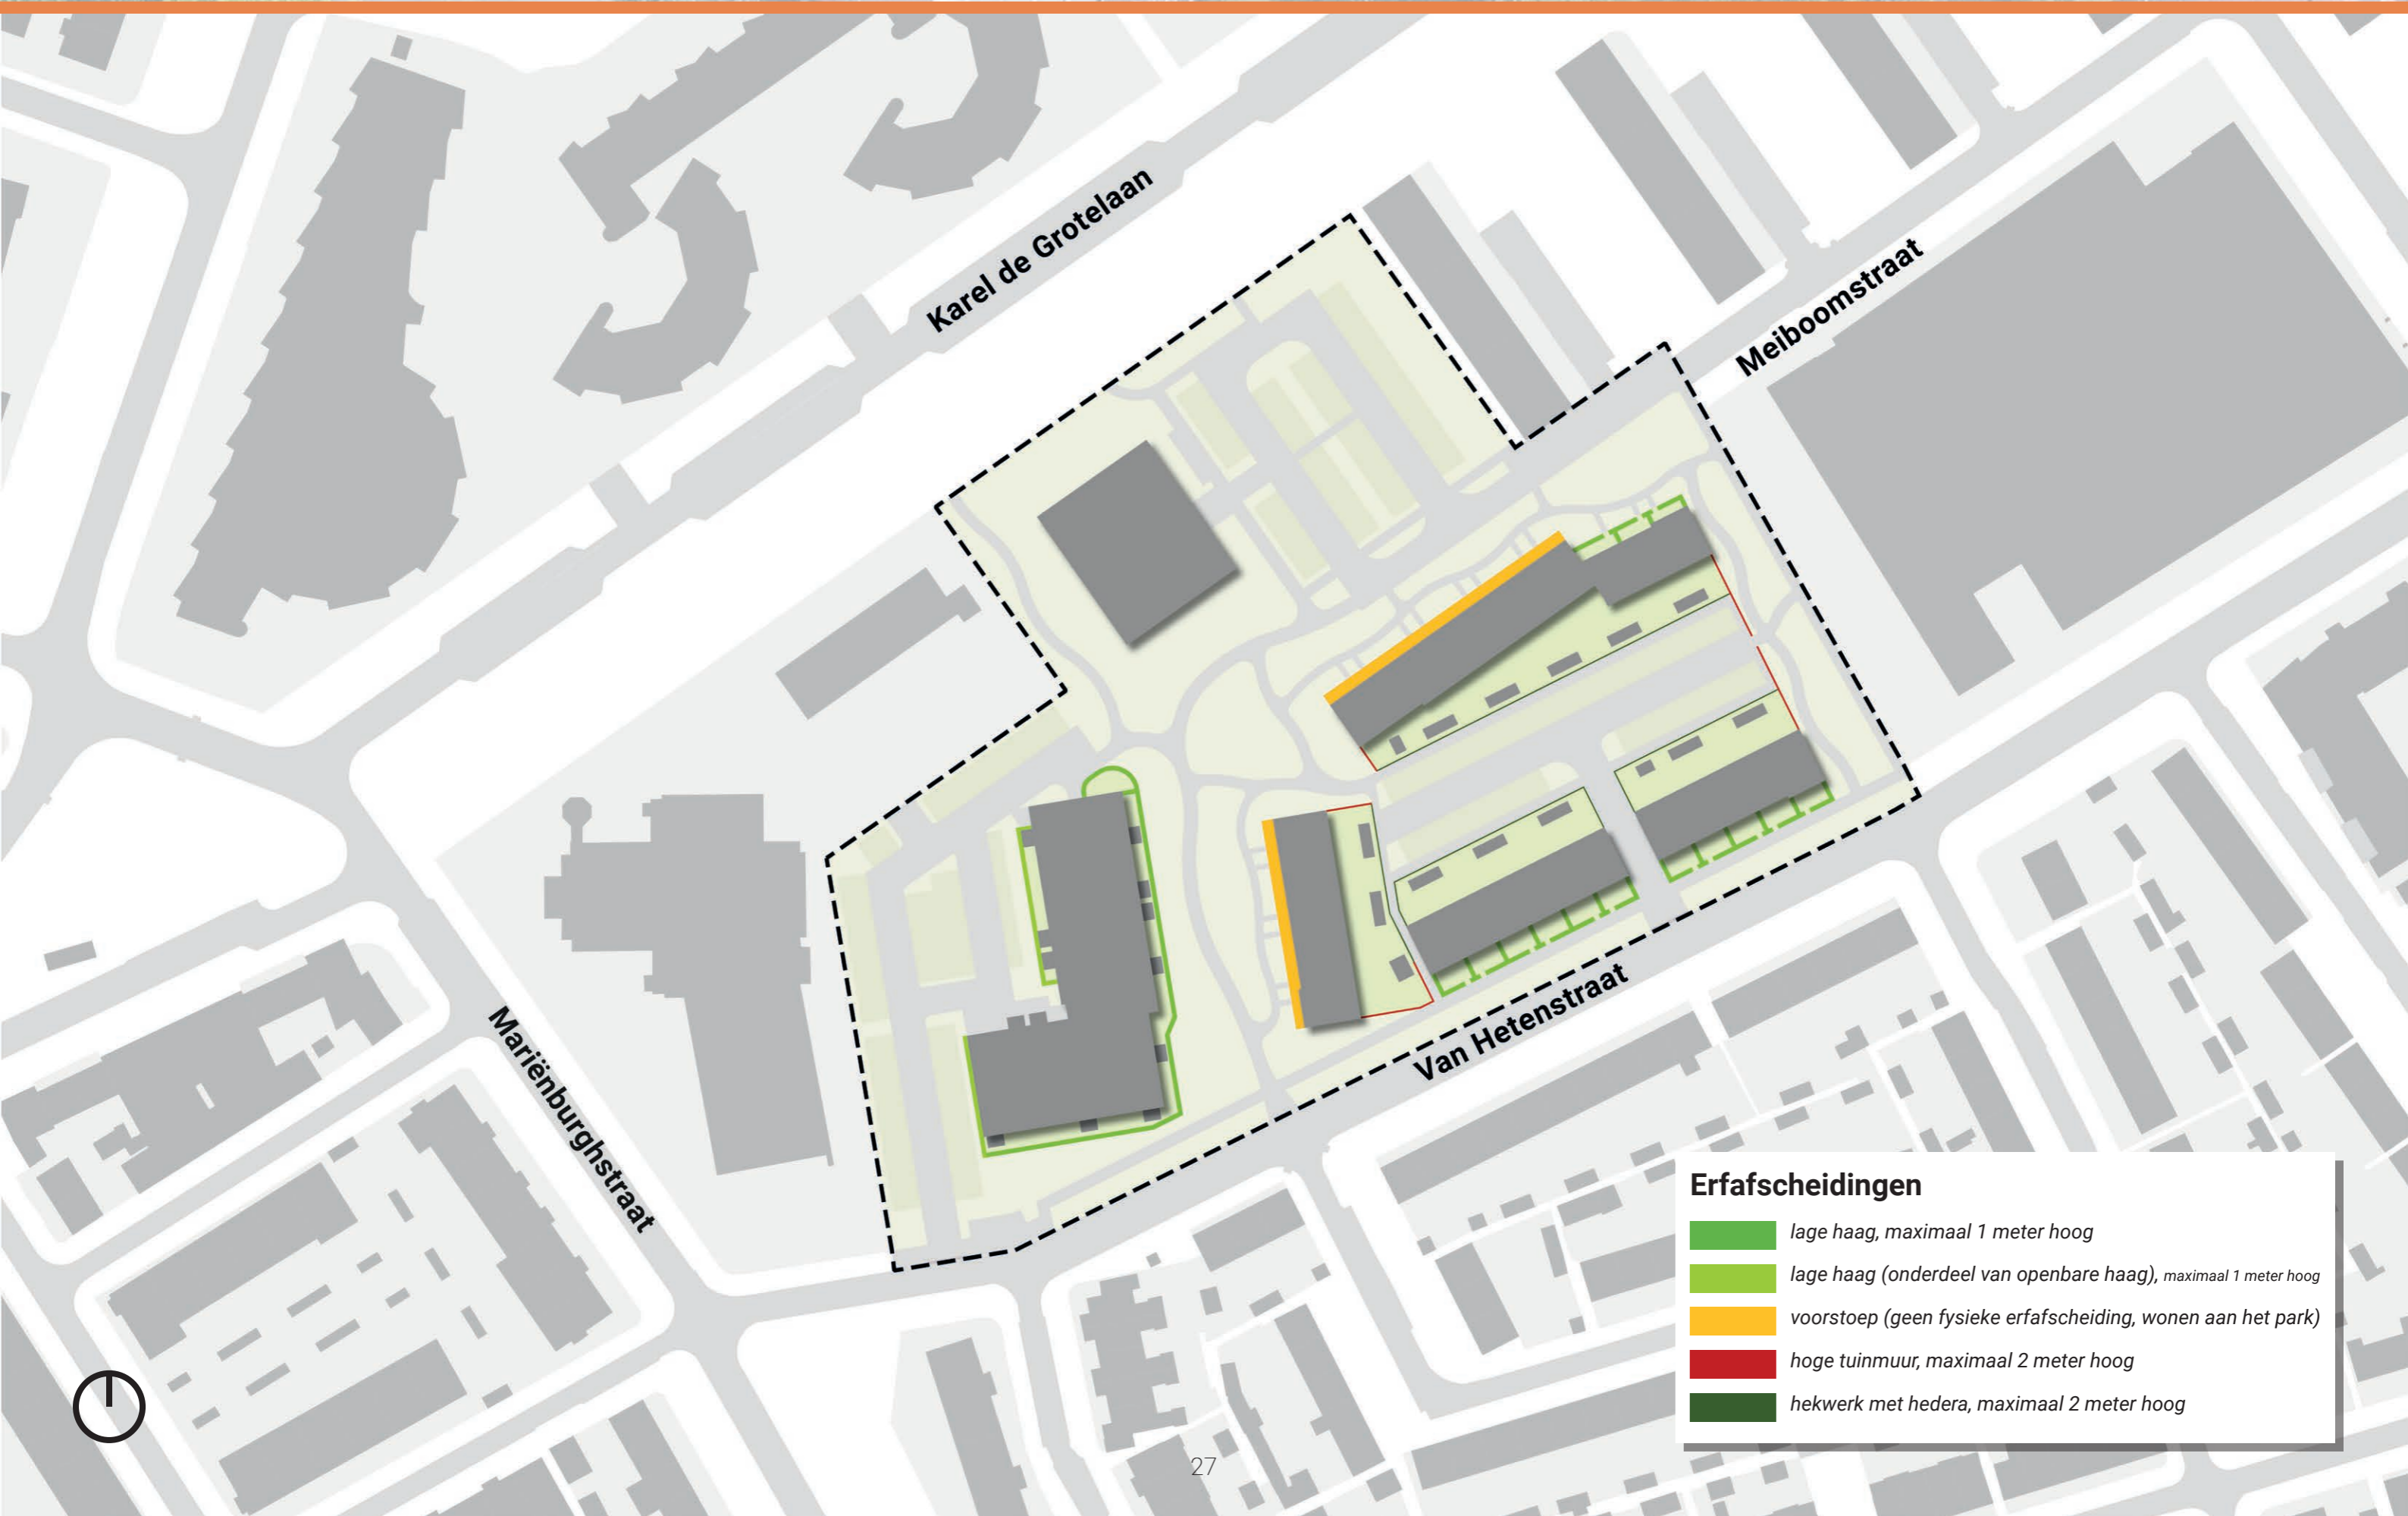 Karel de Grotelaan
Meiboomstraat
Mariënburghstraat
Van Hetenstraat
Erfafscheidingen
lage haag, maximaal 1 meter hoog
lage haag (onderdeel van openbare haag), maximaal 1 meter hoog
voorstoep (geen fysieke erfafscheiding, wonen aan het park)
hoge tuinmuur, maximaal 2 meter hoog
hekwerk met hedera, maximaal 2 meter hoog
27